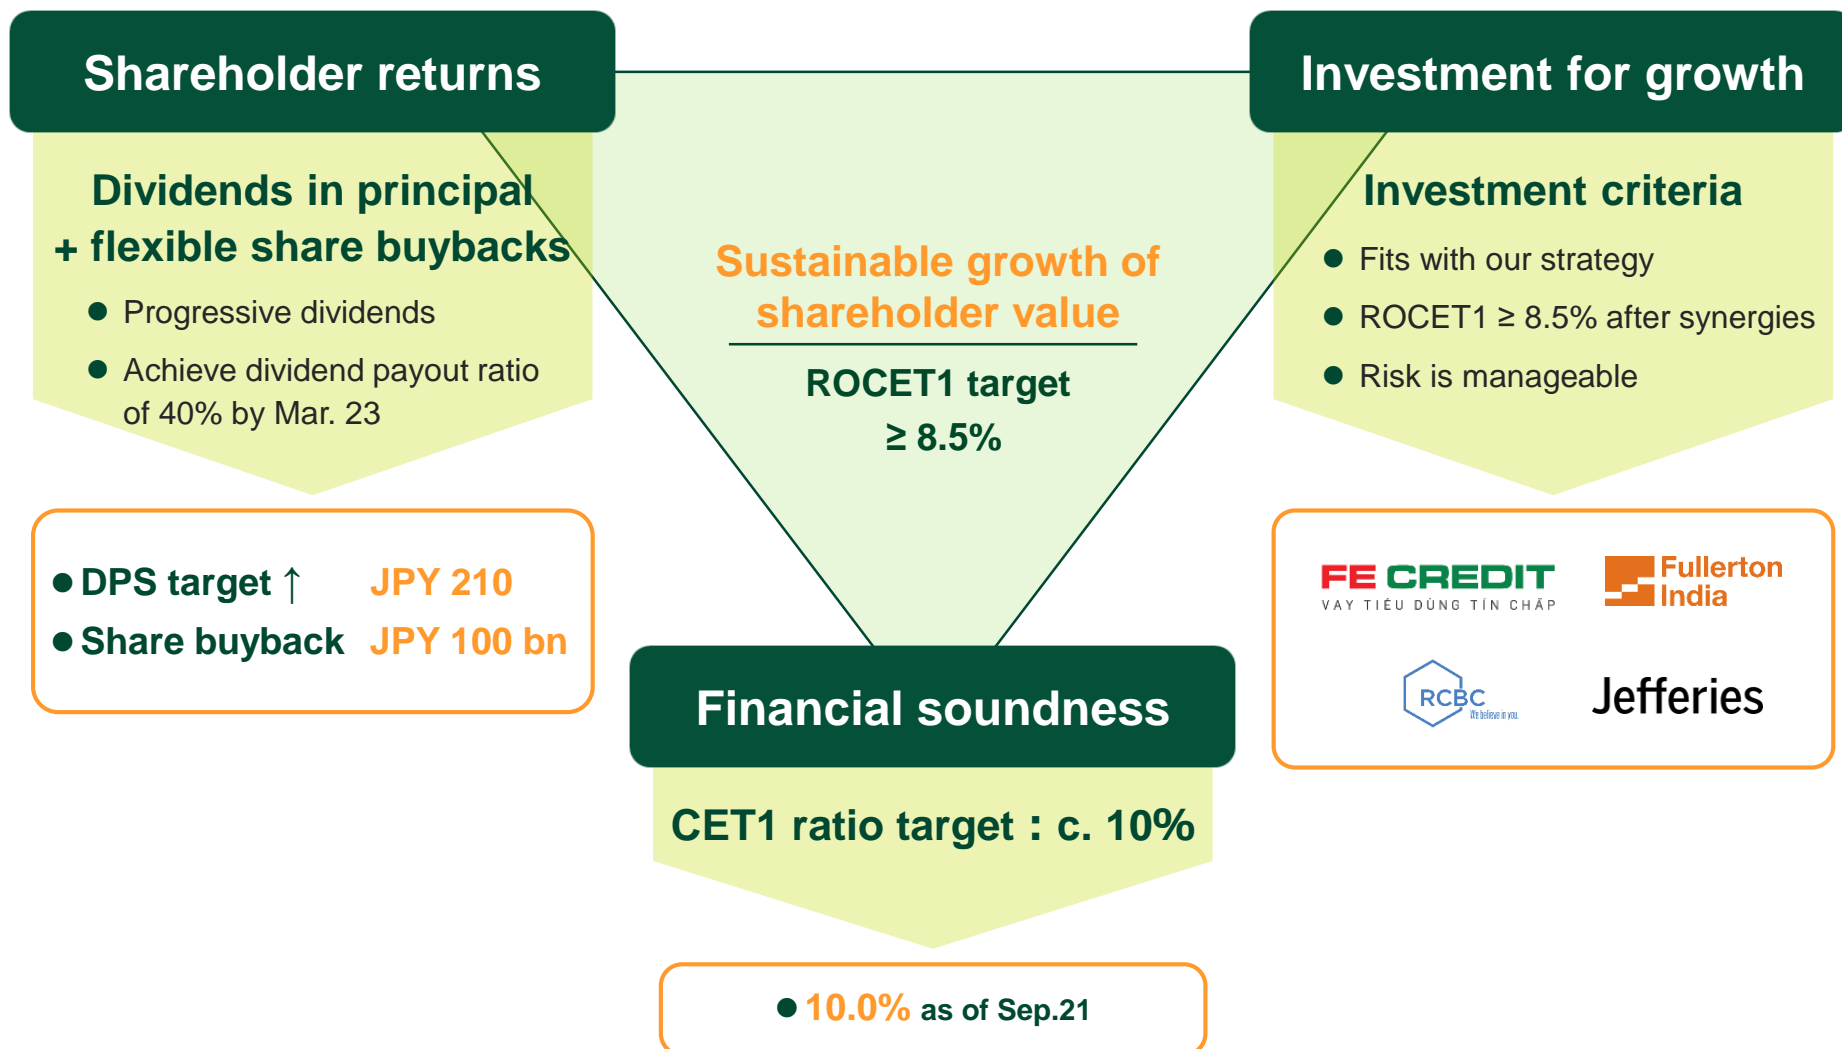 Shareholder returns
Dividends in principal
+ flexible share buybacks
● Progressive dividends
● Achieve dividend payout ratio
of 40% by Mar. 23
● DPS target ↑ JPY 210
● Share buyback JPY 100 bn
Sustainable growth of
shareholder value
ROCET1 target
≥ 8.5%
Investment for growth
Investment criteria
● Fits with our strategy
● ROCET1 ≥ 8.5% after synergies
● Risk is manageable
FE CREDIT
VAY TIÊU DÙNG TÍN CHẤP
Fullerton
India
RCBC
We believe in you.
Jefferies
Financial soundness
CET1 ratio target : c. 10%
● 10.0% as of Sep.21